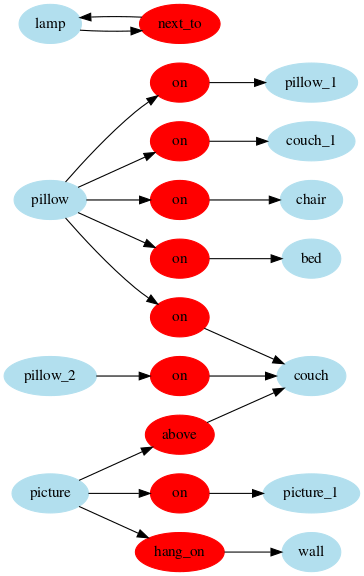 lamp next_to
on pillow_1
on couch_1
pillow on chair
on bed
on
pillow_2 on couch
above
picture on picture_1
hang_on wall